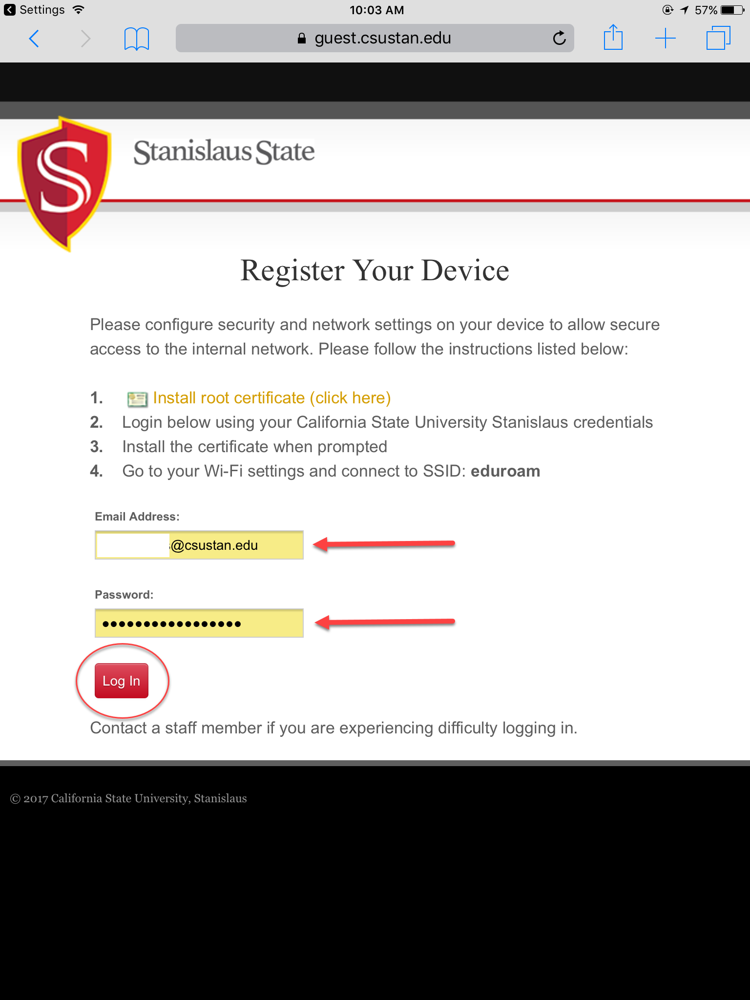 Settings 10:03 AM 57%
guest.csustan.edu
S
Stanislaus State
Register Your Device
Please configure security and network settings on your device to allow secure
access to the internal network. Please follow the instructions listed below:
1. Install root certificate (click here)
2. Login below using your California State University Stanislaus credentials
3. Install the certificate when prompted
4. Go to your Wi-Fi settings and connect to SSID: eduroam
Email Address:
@csustan.edu
Password:
Log In
Contact a staff member if you are experiencing difficulty logging in.
© 2017 California State University, Stanislaus